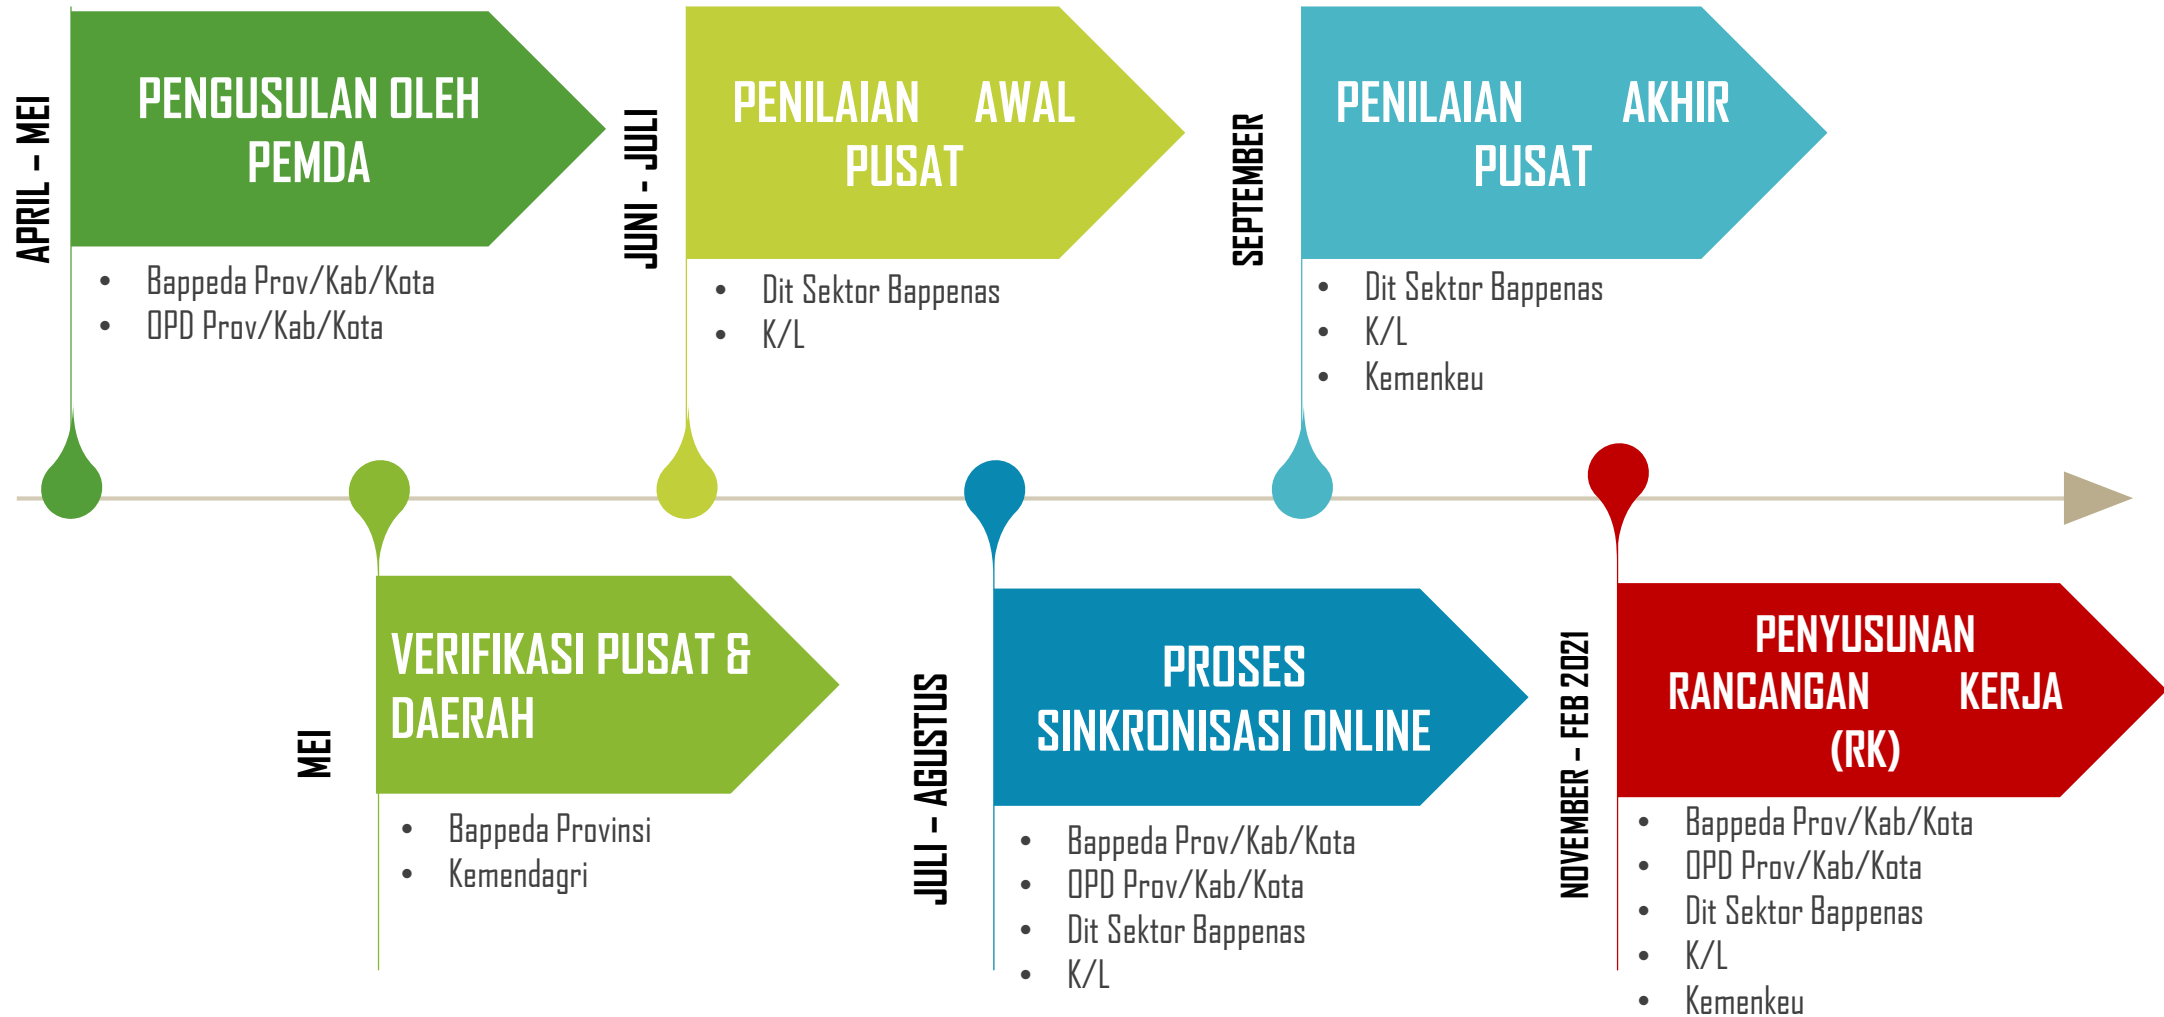 APRIL – MEI
PENGUSULAN OLEH
PEMDA
• Bappeda Prov/Kab/Kota
• OPD Prov/Kab/Kota
MEI
VERIFIKASI PUSAT &
DAERAH
• Bappeda Provinsi
• Kemendagri
JUNI - JULI
PENILAIAN AWAL
PUSAT
• Dit Sektor Bappenas
• K/L
JULI – AGUSTUS
PROSES
SINKRONISASI ONLINE
• Bappeda Prov/Kab/Kota
• OPD Prov/Kab/Kota
• Dit Sektor Bappenas
• K/L
SEPTEMBER
PENILAIAN AKHIR
PUSAT
• Dit Sektor Bappenas
• K/L
• Kemenkeu
NOVEMBER – FEB 2021
PENYUSUNAN
RANCANGAN KERJA
(RK)
• Bappeda Prov/Kab/Kota
• OPD Prov/Kab/Kota
• Dit Sektor Bappenas
• K/L
• Kemenkeu